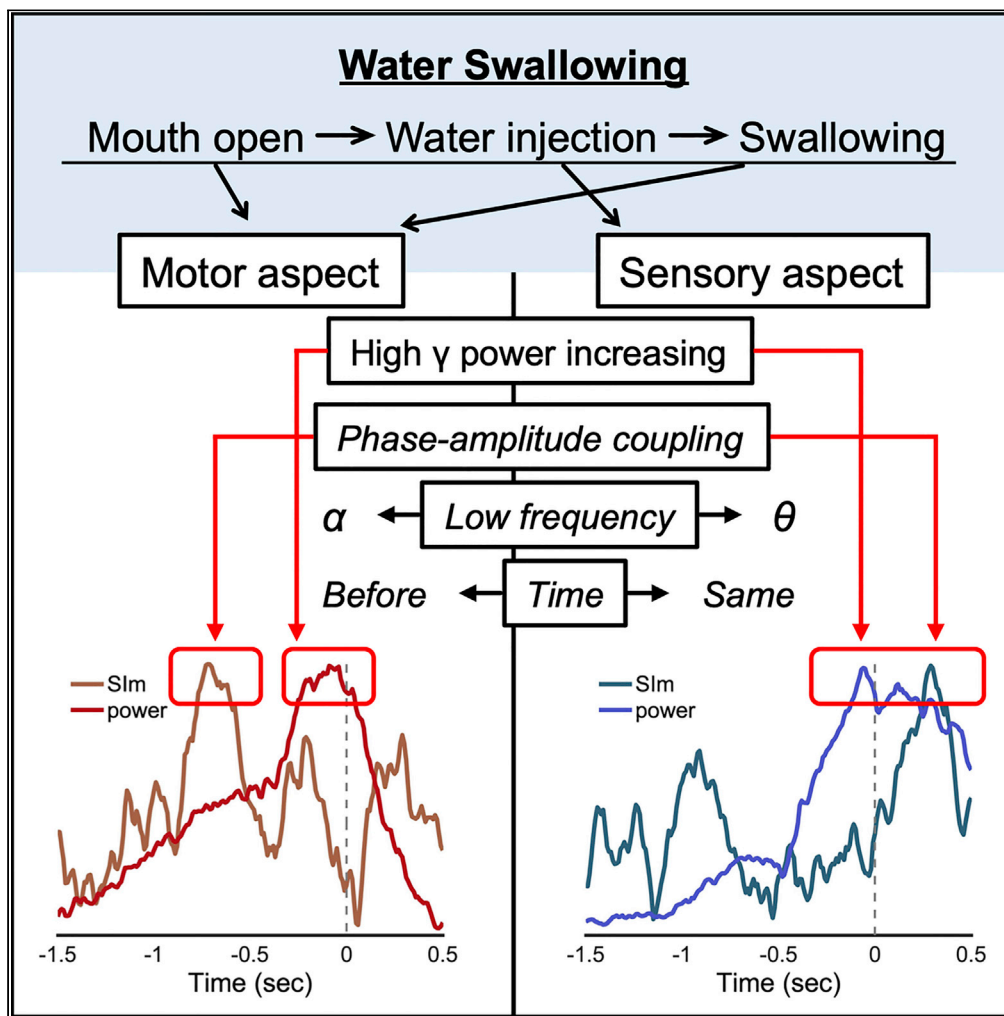 Water Swallowing
Mouth open → Water injection → Swallowing
Motor aspect
Sensory aspect
High γ power increasing
Phase-amplitude coupling
α ← Low frequency → θ
Before ← Time → Same
SIm
power
-1.5 -1 -0.5 0 0.5
Time (sec)
SIm
power
-1.5 -1 -0.5 0 0.5
Time (sec)